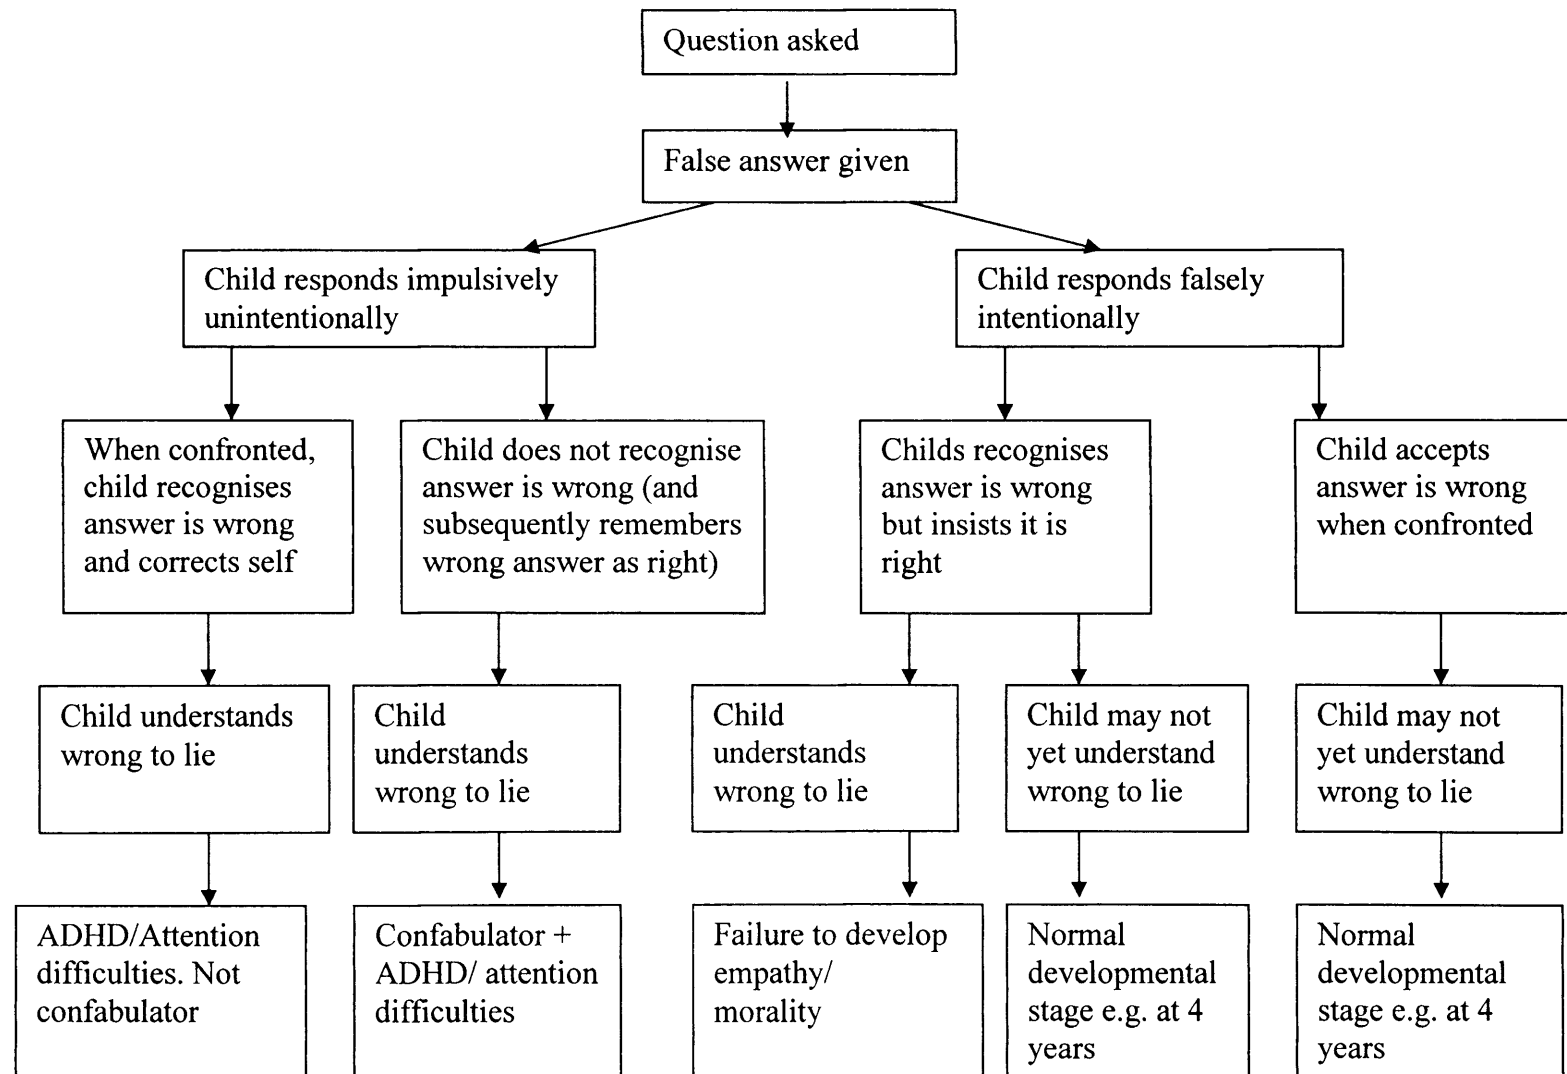 Question asked
False answer given
Child responds impulsively
unintentionally
Child responds falsely
intentionally
When confronted,
child recognises
answer is wrong
and corrects self
Child does not recognise
answer is wrong (and
subsequently remembers
wrong answer as right)
Childs recognises
answer is wrong
but insists it is
right
Child accepts
answer is wrong
when confronted
Child understands
wrong to lie
Child
understands
wrong to lie
Child
understands
wrong to lie
Child may not
yet understand
wrong to lie
Child may not
yet understand
wrong to lie
ADHD/Attention
difficulties. Not
confabulator
Confabulator +
ADHD/ attention
difficulties
Failure to develop
empathy/
morality
Normal
developmental
stage e.g. at 4
years
Normal
developmental
stage e.g. at 4
years